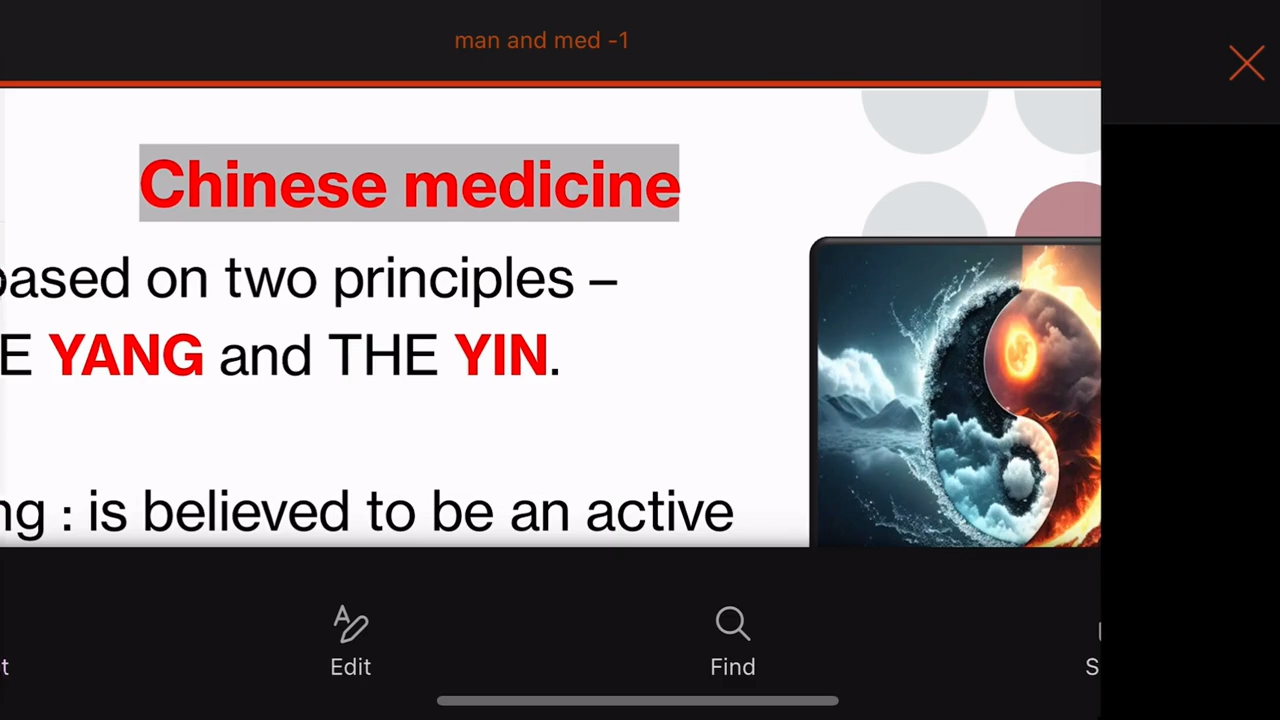 man and med -1
Chinese medicine
based on two principles –
E YANG and THE YIN.
ng : is believed to be an active
Edit
Find